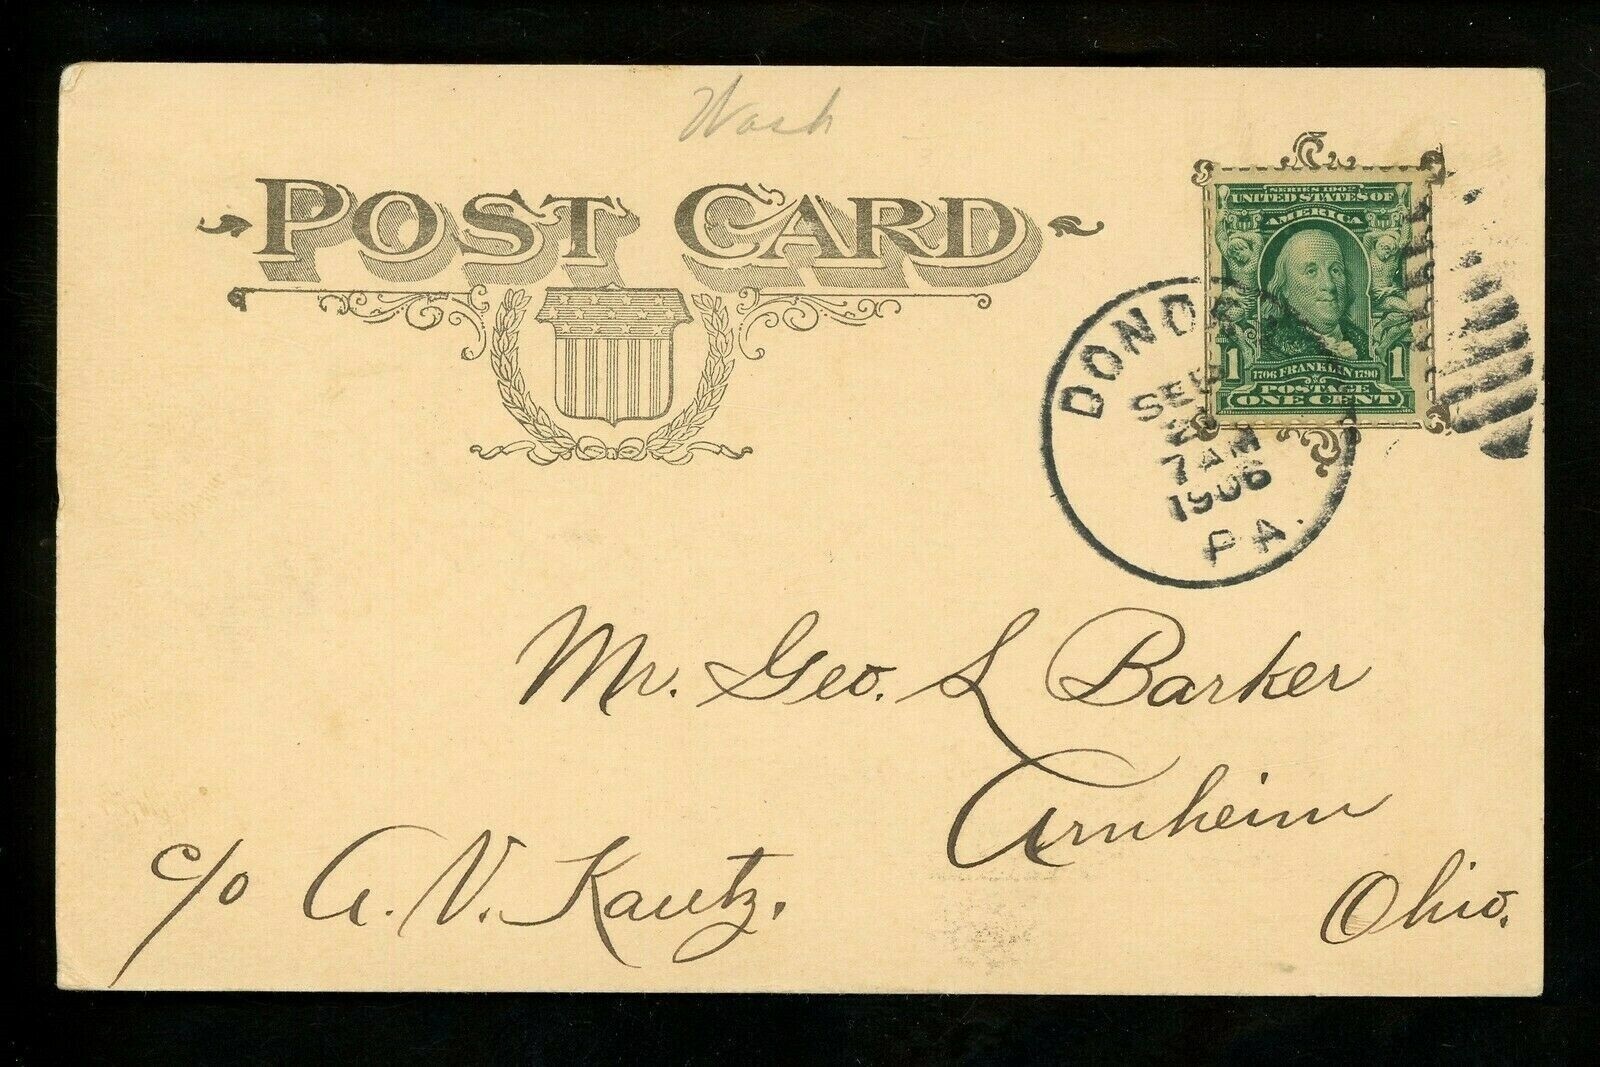 Wash
POST CARD
SERIES 1902
UNITED STATES OF
AMERICA
1 1706 FRANKLIN 1790 1
POSTAGE
ONE CENT
SEP
7 AM
1906
PA.
Mr. Geo. L Barker
Arnheim
Ohio.
c/o A. V. Kautz.